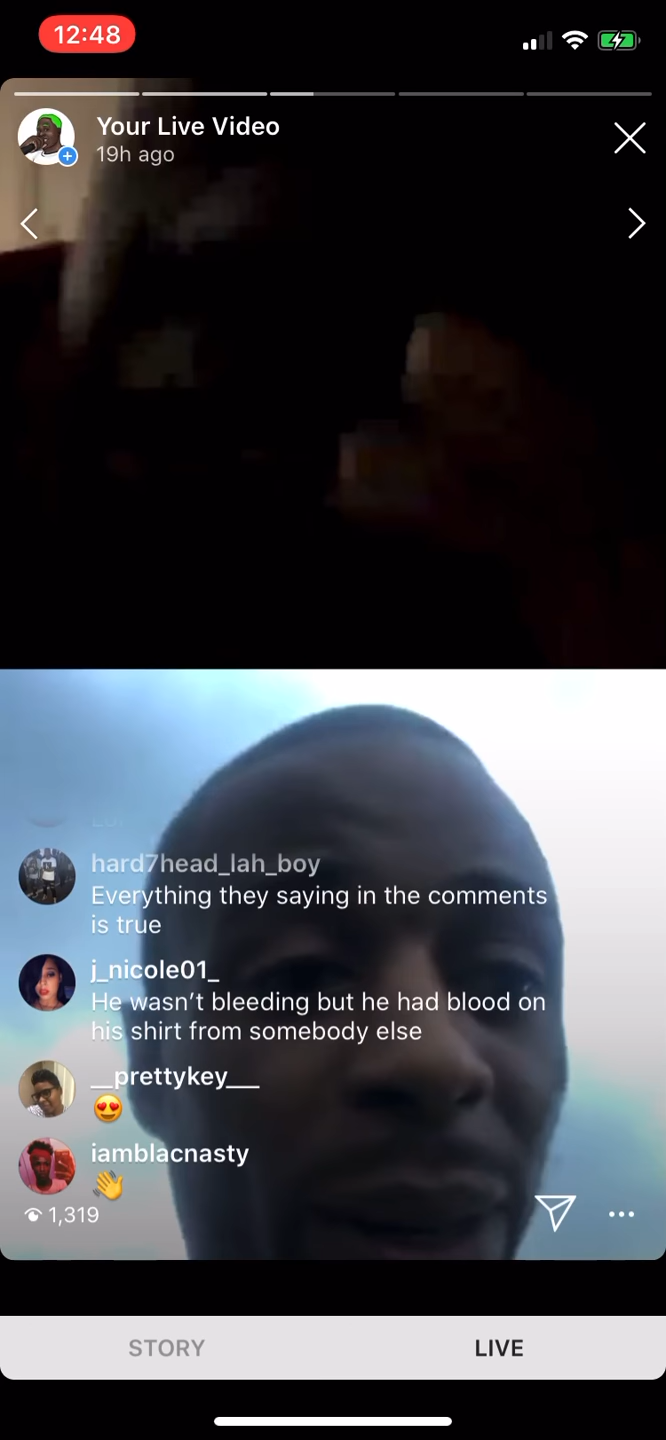 12:48
Your Live Video
19h ago
hard7head_lah_boy
Everything they saying in the comments
is true
j_nicole01_
He wasn't bleeding but he had blood on
his shirt from somebody else
__prettykey___
😍
iamblacnasty
👋
1,319
STORY
LIVE